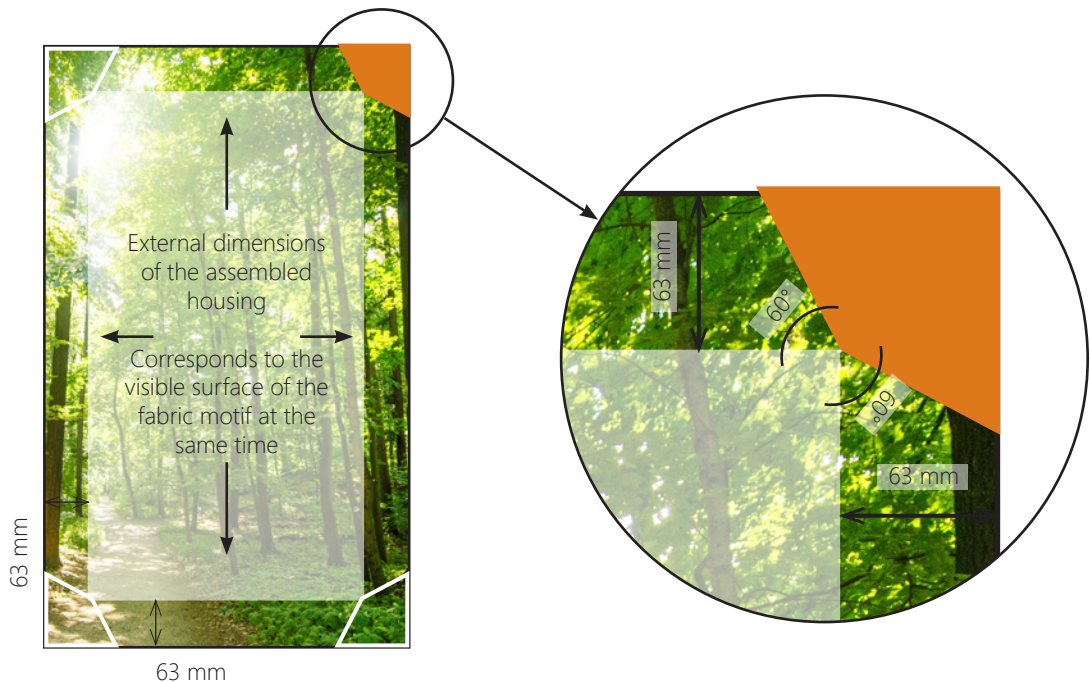 External dimensions
of the assembled
housing
Corresponds to the
visible surface of the
fabric motif at the
same time
63 mm
63 mm
63 mm
60°
60°
63 mm